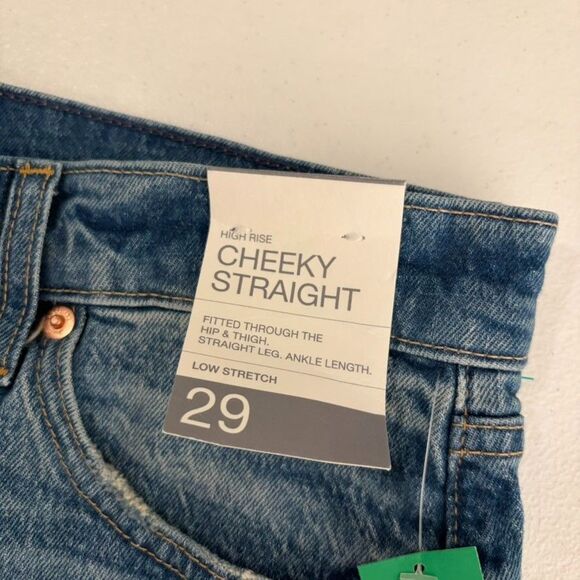 HIGH RISE
CHEEKY
STRAIGHT
FITTED THROUGH THE
HIP & THIGH.
STRAIGHT LEG. ANKLE LENGTH.
LOW STRETCH
29